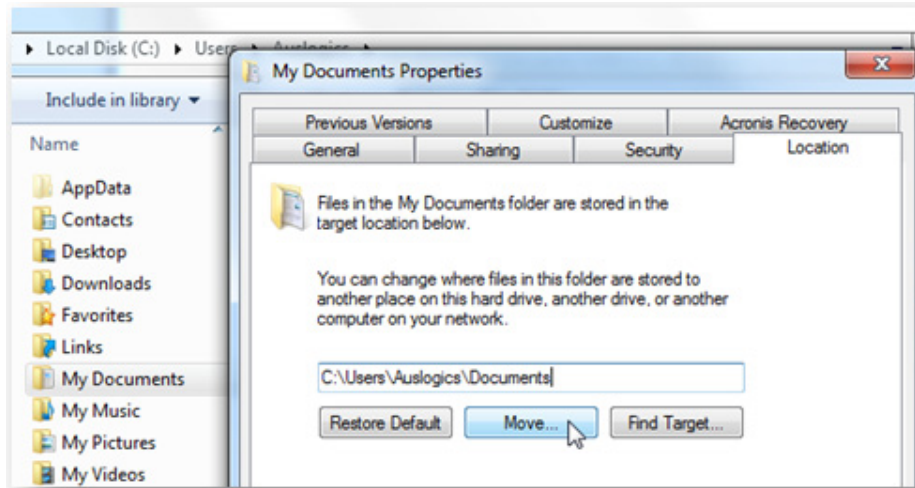 Local Disk (C:) Users Auslogics
Include in library
Name
AppData
Contacts
Desktop
Downloads
Favorites
Links
My Documents
My Music
My Pictures
My Videos
My Documents Properties
Previous Versions Customize Acronis Recovery
General Sharing Security Location
Files in the My Documents folder are stored in the
target location below.
You can change where files in this folder are stored to
another place on this hard drive, another drive, or another
computer on your network.
C:\Users\Auslogics\Documents
Restore Default Move... Find Target...